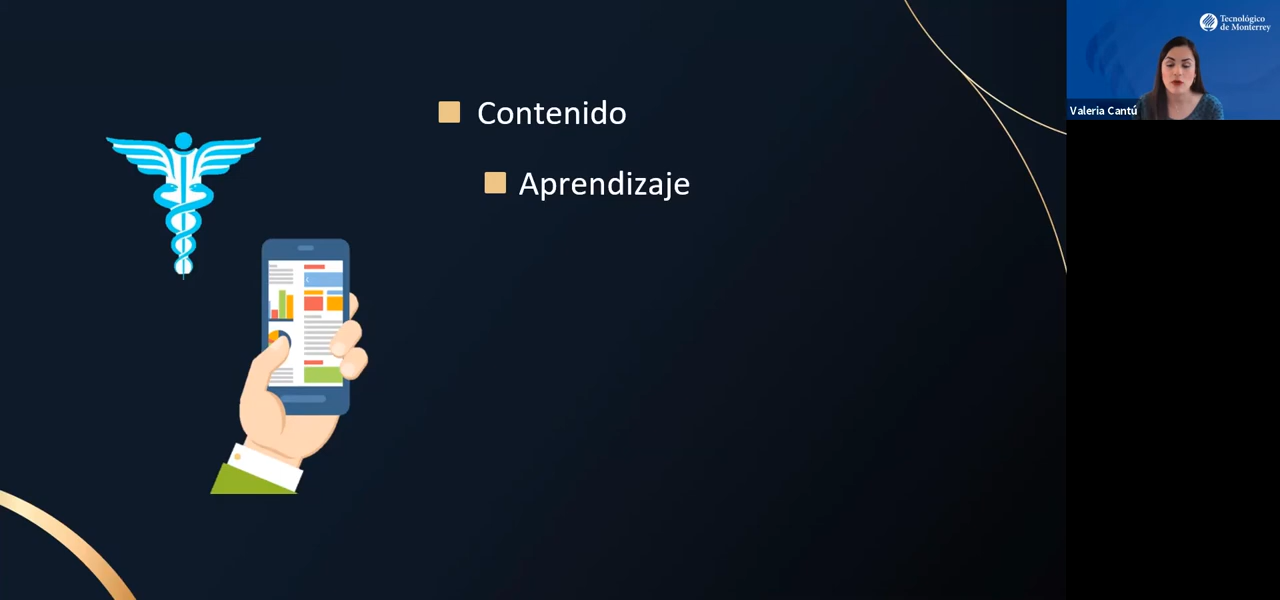 Contenido
Aprendizaje
Tecnológico
de Monterrey
Valeria Cantú